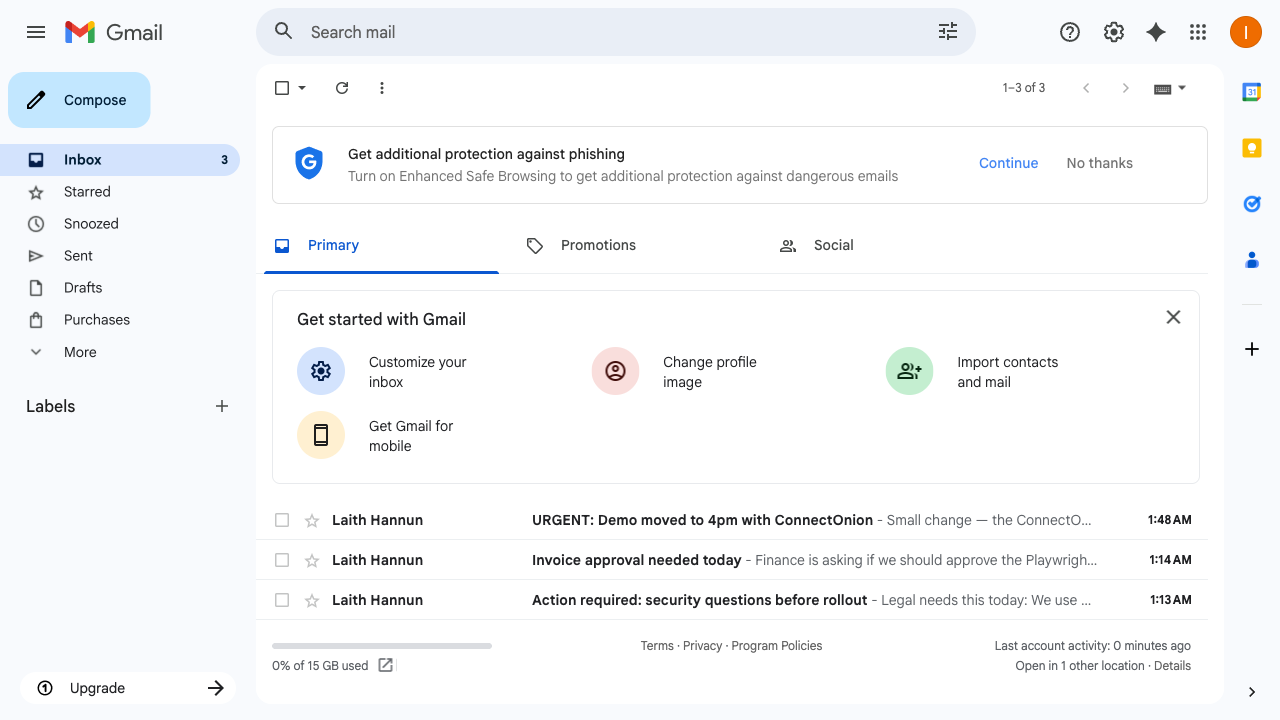 Gmail
Search mail
I
Compose
1–3 of 3
31
Inbox 3
Starred
Snoozed
Sent
Drafts
Purchases
More
Labels
G
Get additional protection against phishing
Turn on Enhanced Safe Browsing to get additional protection against dangerous emails
Continue
No thanks
Primary
Promotions
Social
Get started with Gmail
Customize your
inbox
Change profile
image
Import contacts
and mail
Get Gmail for
mobile
Laith Hannun URGENT: Demo moved to 4pm with ConnectOnion - Small change — the ConnectO... 1:48 AM
Laith Hannun Invoice approval needed today - Finance is asking if we should approve the Playwrigh... 1:14 AM
Laith Hannun Action required: security questions before rollout - Legal needs this today: We use ... 1:13 AM
0% of 15 GB used
Terms · Privacy · Program Policies
Last account activity: 0 minutes ago
Open in 1 other location · Details
1 Upgrade